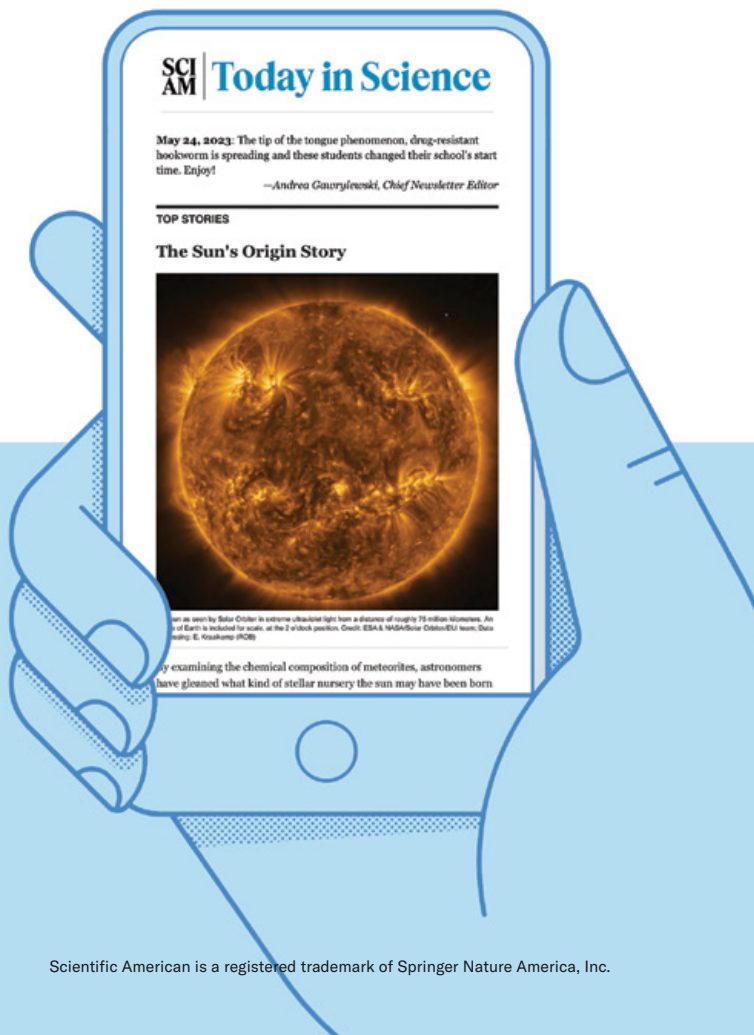 SCI
AM
Today in Science
May 24, 2023: The tip of the tongue phenomenon, drug-resistant
hookworm is spreading and these students changed their school's start
time. Enjoy!
—Andrea Gawrylewski, Chief Newsletter Editor
TOP STORIES
The Sun's Origin Story
as seen by Solar Orbiter in extreme ultraviolet light from a distance of roughly 75 million kilometers. An
of Earth is included for scale, at the 2 o'clock position. Credit: ESA & NASA/Solar Orbiter/EUI team; Data
E. Kraaikamp (ROB)
y examining the chemical composition of meteorites, astronomers
have gleaned what kind of stellar nursery the sun may have been born
Scientific American is a registered trademark of Springer Nature America, Inc.